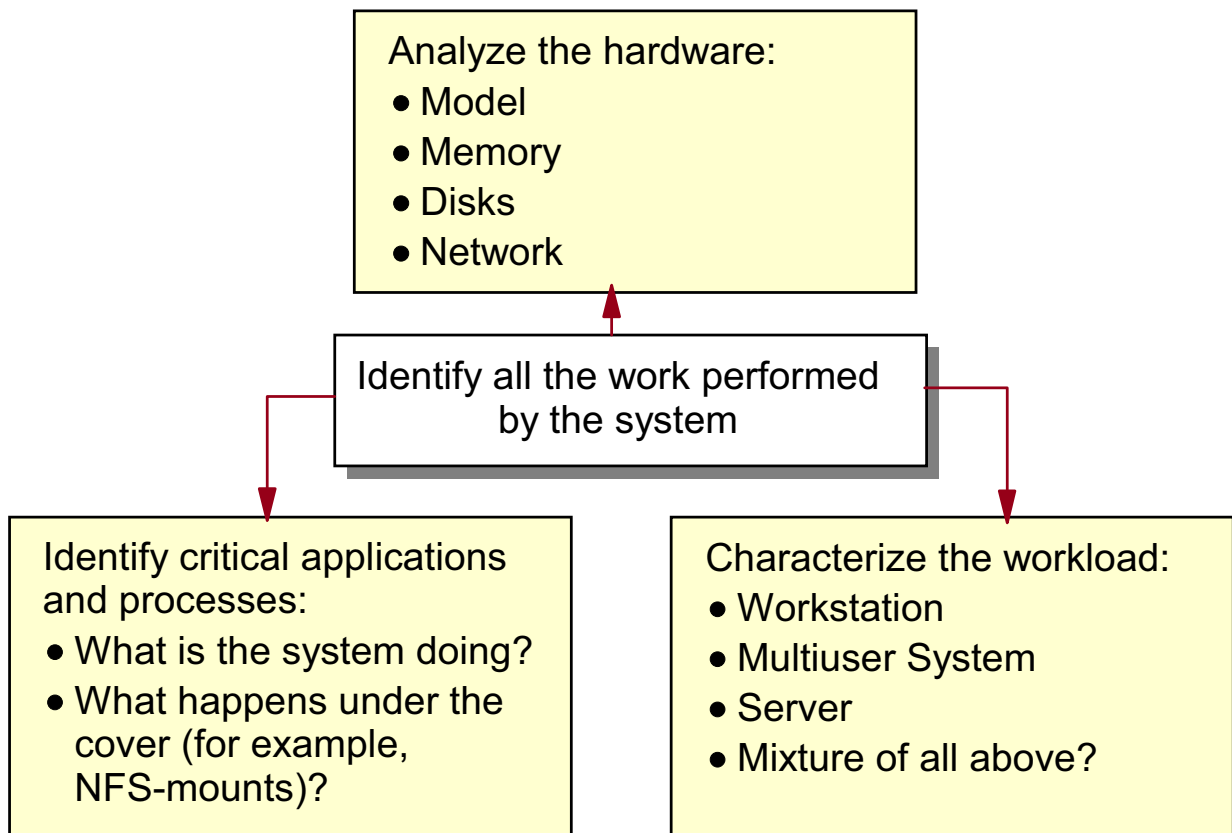 Analyze the hardware:
• Model
• Memory
• Disks
• Network
Identify all the work performed
by the system
Identify critical applications
and processes:
• What is the system doing?
• What happens under the
cover (for example,
NFS-mounts)?
Characterize the workload:
• Workstation
• Multiuser System
• Server
• Mixture of all above?